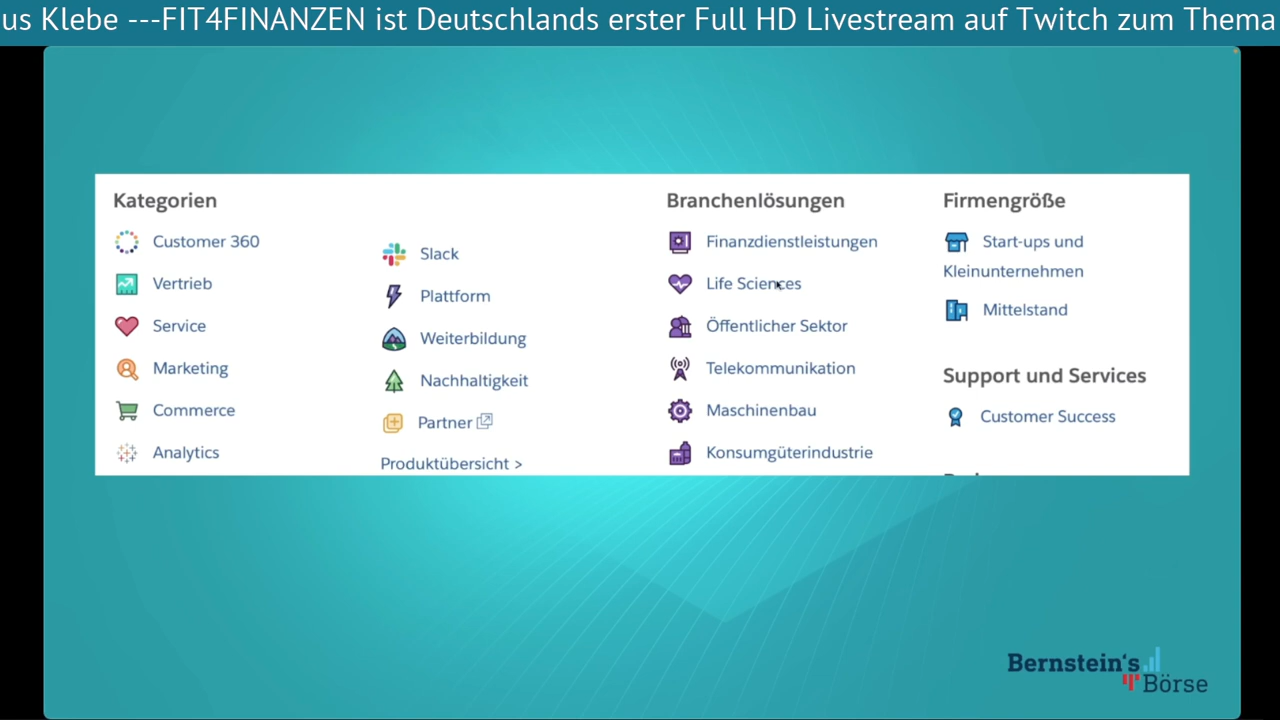 us Klebe ---FIT4FINANZEN ist Deutschlands erster Full HD Livestream auf Twitch zum Thema
Kategorien
Customer 360
Vertrieb
Service
Marketing
Commerce
Analytics
Slack
Plattform
Weiterbildung
Nachhaltigkeit
Partner
Produktübersicht >
Branchenlösungen
Finanzdienstleistungen
Life Sciences
Öffentlicher Sektor
Telekommunikation
Maschinenbau
Konsumgüterindustrie
Firmengröße
Start-ups und
Kleinunternehmen
Mittelstand
Support und Services
Customer Success
Bernstein's
Börse